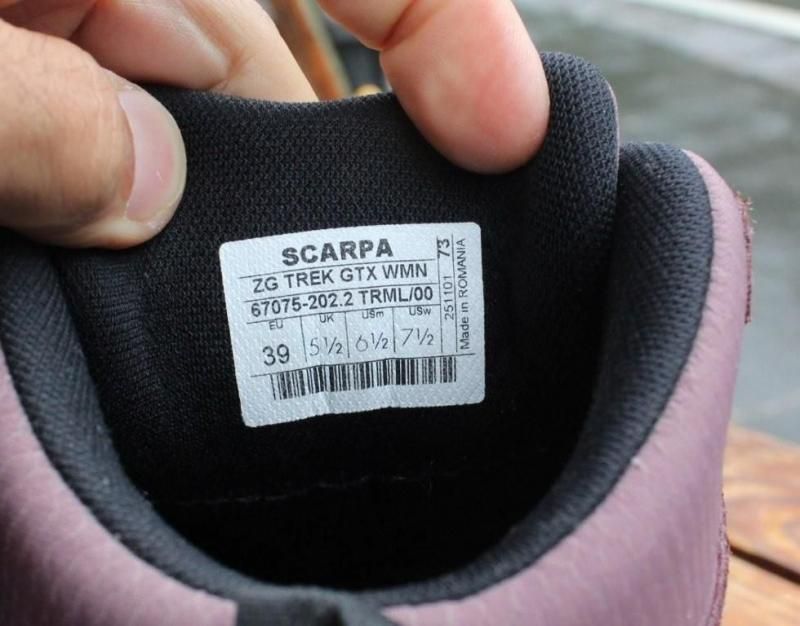 SCARPA
ZG TREK GTX WMN
67075-202.2 TRML/00
EU UK USm USw
39 5½ 6½ 7½
251101 73
Made in ROMANIA